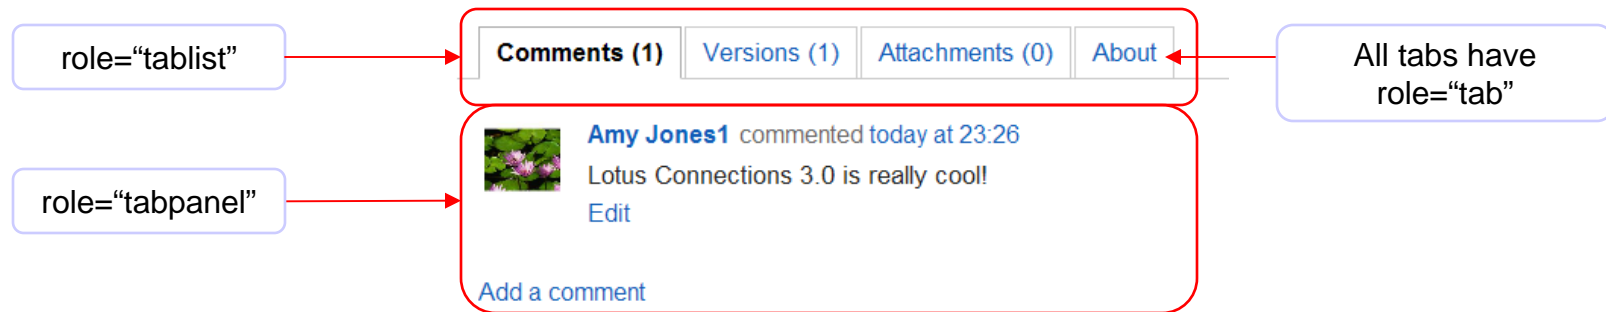 role=“tablist”
Comments (1)
Versions (1)
Attachments (0)
About
All tabs have
role=“tab”
Amy Jones1 commented today at 23:26
Lotus Connections 3.0 is really cool!
Edit
role=“tabpanel”
Add a comment